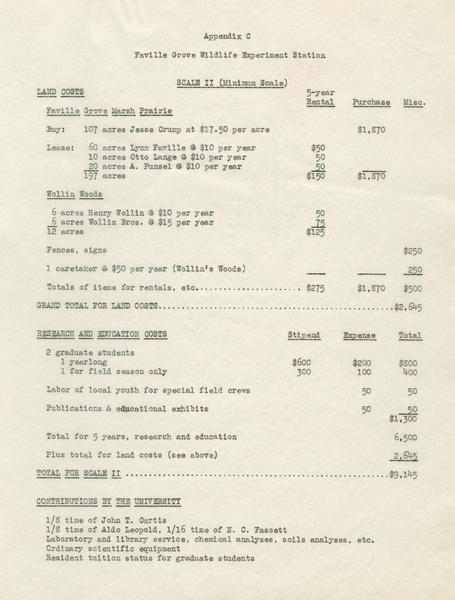 Appendix C
Faville Grove Wildlife Experiment Station
SCALE II (Minimum Scale)
LAND COSTS 5-year Rental Purchase Misc.
Faville Grove Marsh Prairie
Buy: 107 acres Jesse Crump at $17.50 per acre $1,870
Lease: 60 acres Lynn Faville @ $10 per year $50
10 acres Otto Lange @ $10 per year 50
20 acres A. Punsel @ $10 per year 50
197 acres $150 $1,870
Wollin Woods
6 acres Henry Wollin @ $10 per year 50
6 acres Wollin Bros. @ $15 per year 75
12 acres $125
Fences, signs $250
1 caretaker @ $50 per year (Wollin's Woods) 250
Totals of items for rentals, etc. $275 $1,870 $500
GRAND TOTAL FOR LAND COSTS $2,645
RESEARCH AND EDUCATION COSTS Stipend Expense Total
2 graduate students
1 yearlong $600 $200 $800
1 for field season only 300 100 400
Labor of local youth for special field crews 50 50
Publications & educational exhibits 50 50
$1,300
Total for 5 years, research and education 6,500
Plus total for land costs (see above) 2,645
TOTAL FOR SCALE II $9,145
CONTRIBUTIONS BY THE UNIVERSITY
1/8 time of John T. Curtis
1/8 time of Aldo Leopold, 1/16 time of N. C. Fassett
Laboratory and library service, chemical analyses, soils analyses, etc.
Ordinary scientific equipment
Resident tuition status for graduate students